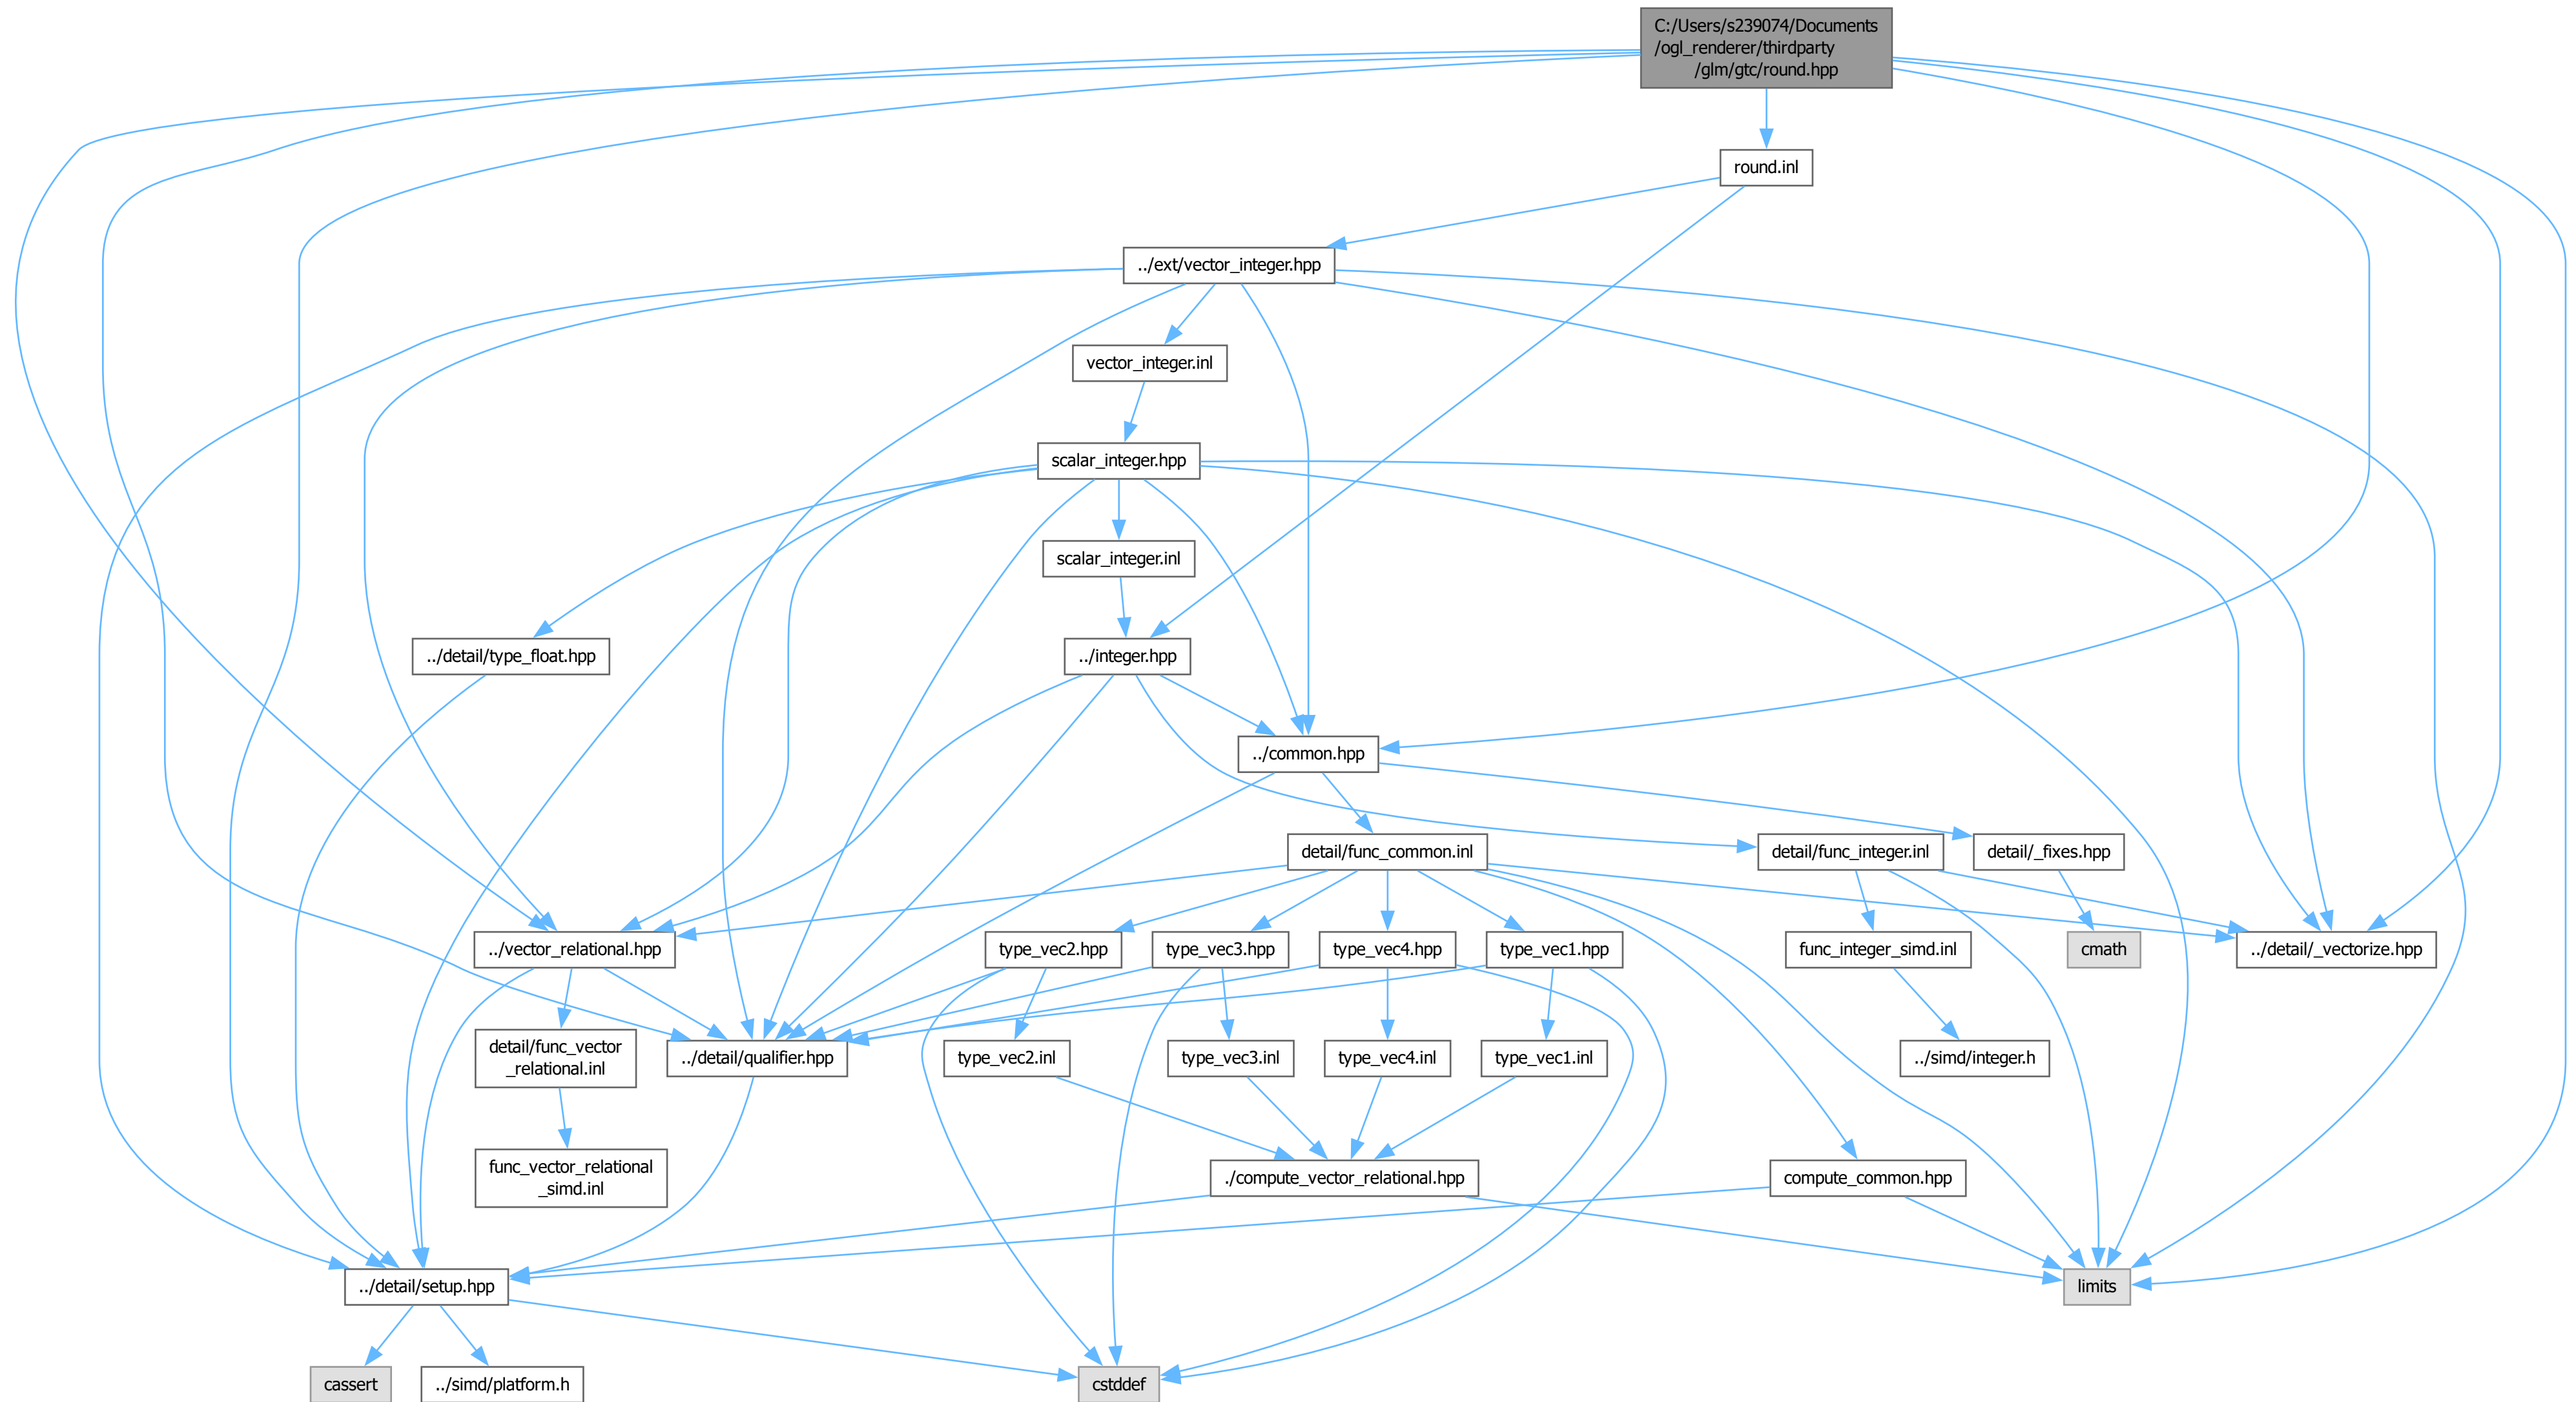 C:/Users/s239074/Documents
/ogl_renderer/thirdparty
/glm/gtc/round.hpp
round.inl
../ext/vector_integer.hpp
vector_integer.inl
scalar_integer.hpp
scalar_integer.inl
../detail/type_float.hpp
../integer.hpp
../common.hpp
detail/func_common.inl
detail/func_integer.inl
detail/_fixes.hpp
../vector_relational.hpp
type_vec2.hpp
type_vec3.hpp
type_vec4.hpp
type_vec1.hpp
func_integer_simd.inl
cmath
../detail/_vectorize.hpp
detail/func_vector
_relational.inl
../detail/qualifier.hpp
type_vec2.inl
type_vec3.inl
type_vec4.inl
type_vec1.inl
../simd/integer.h
func_vector_relational
_simd.inl
./compute_vector_relational.hpp
compute_common.hpp
../detail/setup.hpp
limits
cassert
../simd/platform.h
cstddef